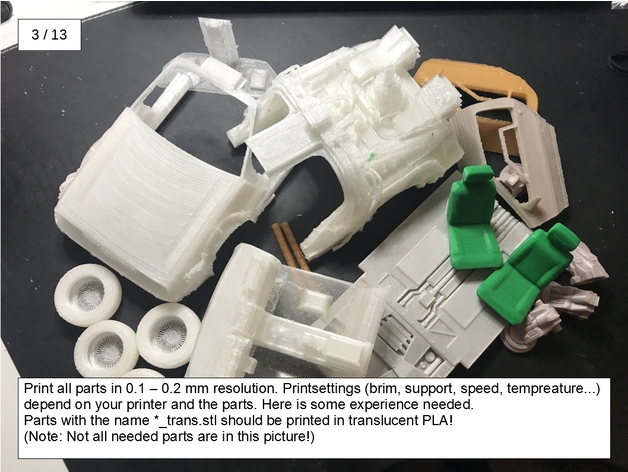 3 / 13
Print all parts in 0.1 – 0.2 mm resolution. Printsettings (brim, support, speed, tempreature...)
depend on your printer and the parts. Here is some experience needed.
Parts with the name *_trans.stl should be printed in translucent PLA!
(Note: Not all needed parts are in this picture!)